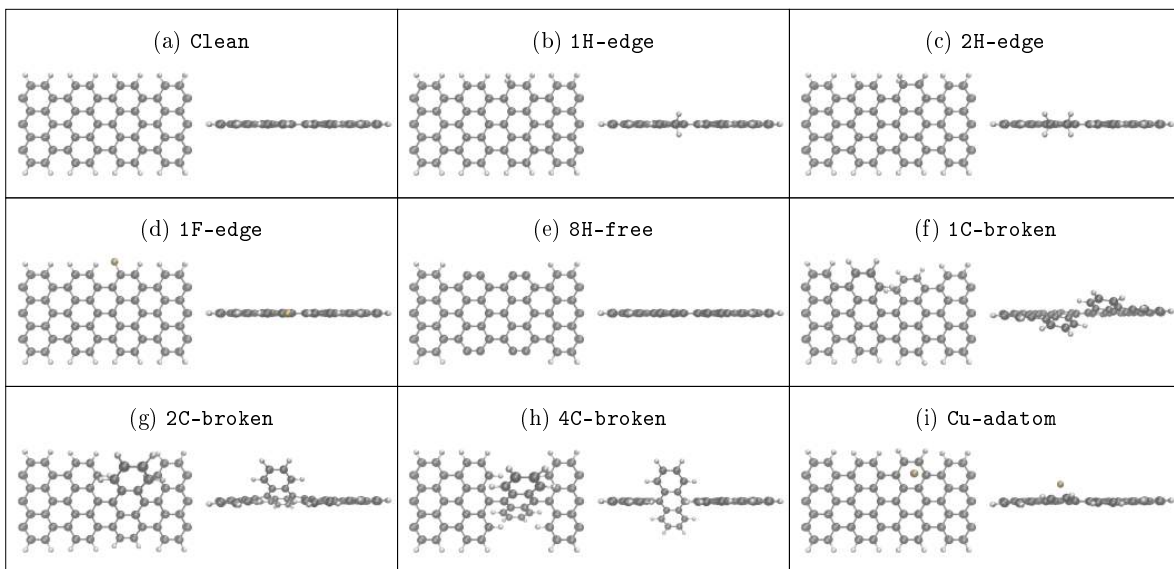 (a) Clean
(b) 1H-edge
(c) 2H-edge
(d) 1F-edge
(e) 8H-free
(f) 1C-broken
(g) 2C-broken
(h) 4C-broken
(i) Cu-adatom